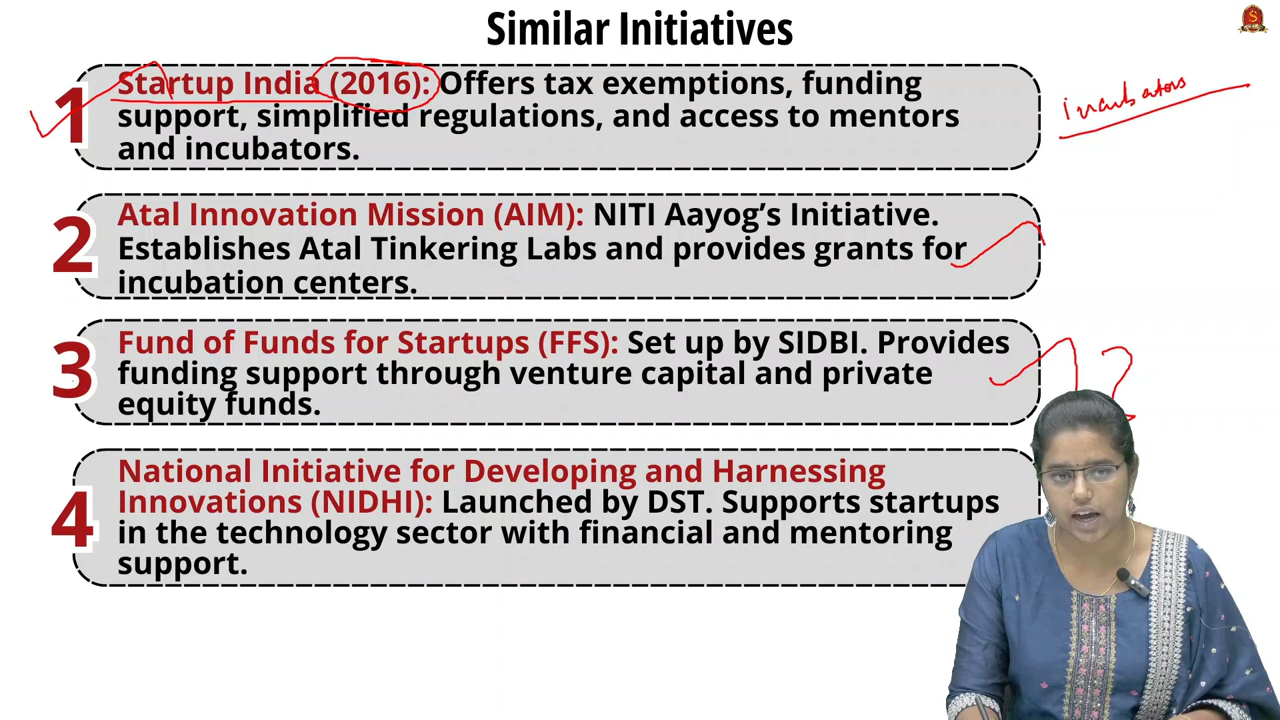 Similar Initiatives
1
Startup India (2016): Offers tax exemptions, funding
support, simplified regulations, and access to mentors
and incubators.
incubators
2
Atal Innovation Mission (AIM): NITI Aayog's Initiative.
Establishes Atal Tinkering Labs and provides grants for
incubation centers.
3
Fund of Funds for Startups (FFS): Set up by SIDBI. Provides
funding support through venture capital and private
equity funds.
4
National Initiative for Developing and Harnessing
Innovations (NIDHI): Launched by DST. Supports startups
in the technology sector with financial and mentoring
support.